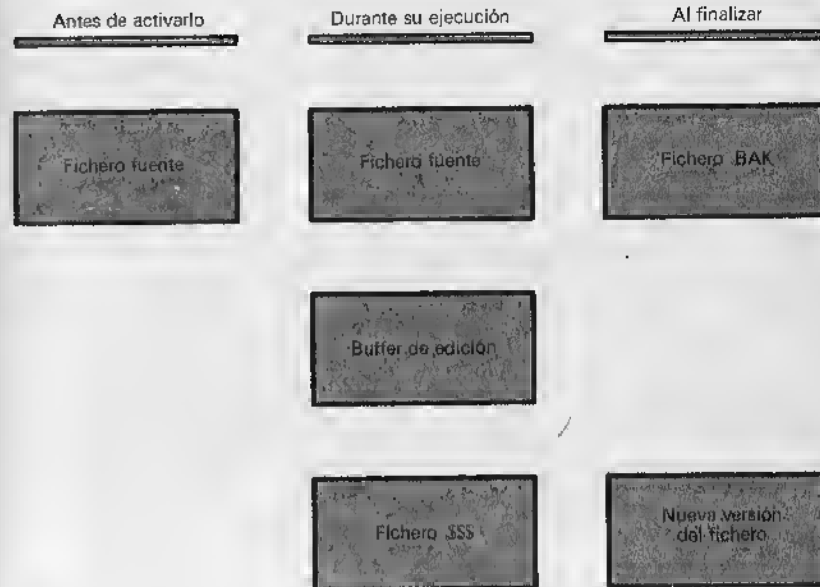 Antes de activarlo
Durante su ejecución
Al finalizar
Fichero fuente
Fichero fuente
Fichero .BAK
Buffer de edición
Fichero .$$$
Nueva versión
del fichero